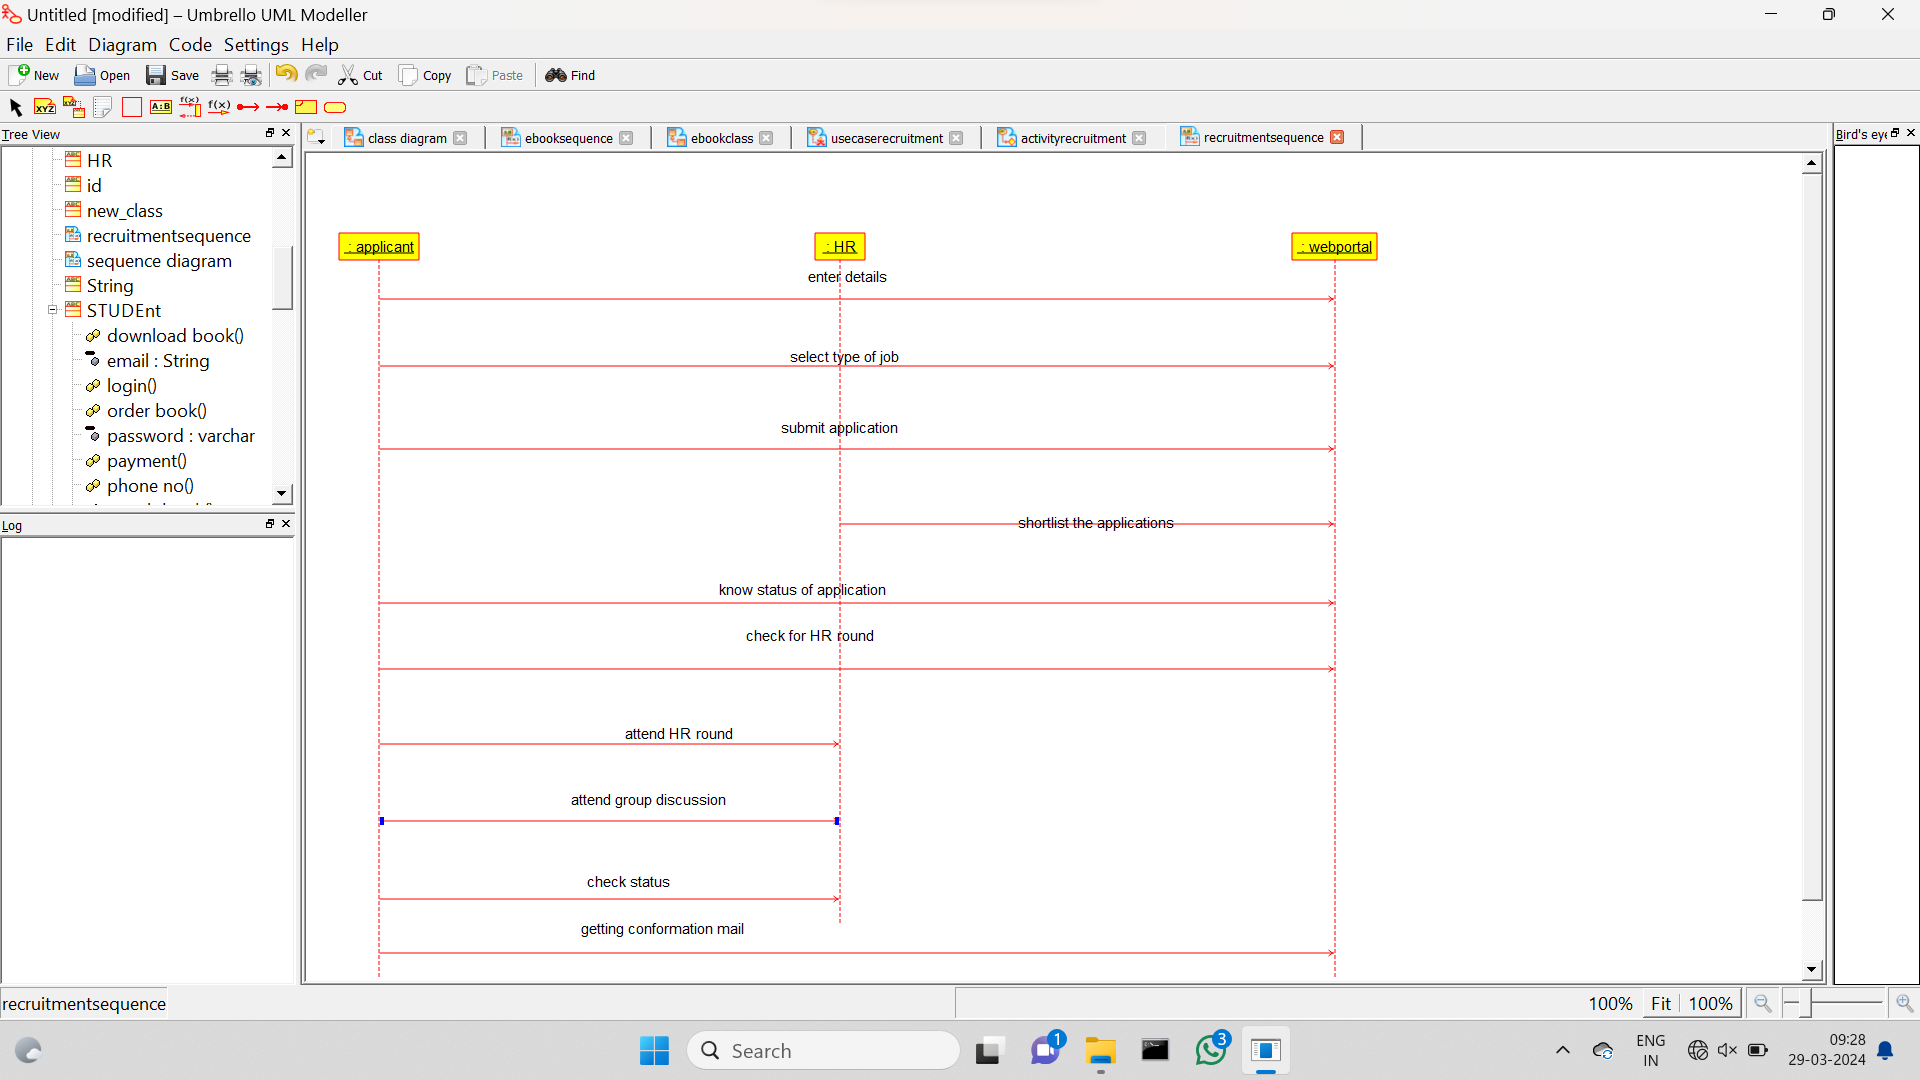 Untitled [modified] – Umbrello UML Modeller
File Edit Diagram Code Settings Help
New Open Save Cut Copy Paste Find
XYZ XYZ A:B f(x) f(x)
Tree View
class diagram ebooksequence ebookclass usecaserecruitment activityrecruitment recruitmentsequence
Bird's eye
HR
id
new_class
recruitmentsequence
sequence diagram
String
STUDEnt
download book()
email : String
login()
order book()
password : varchar
payment()
phone no()
Log
: applicant : HR : webportal
enter details
select type of job
submit application
shortlist the applications
know status of application
check for HR round
attend HR round
attend group discussion
check status
getting conformation mail
recruitmentsequence
100% Fit 100%
Search
1
3
ENG
IN
09:28
29-03-2024